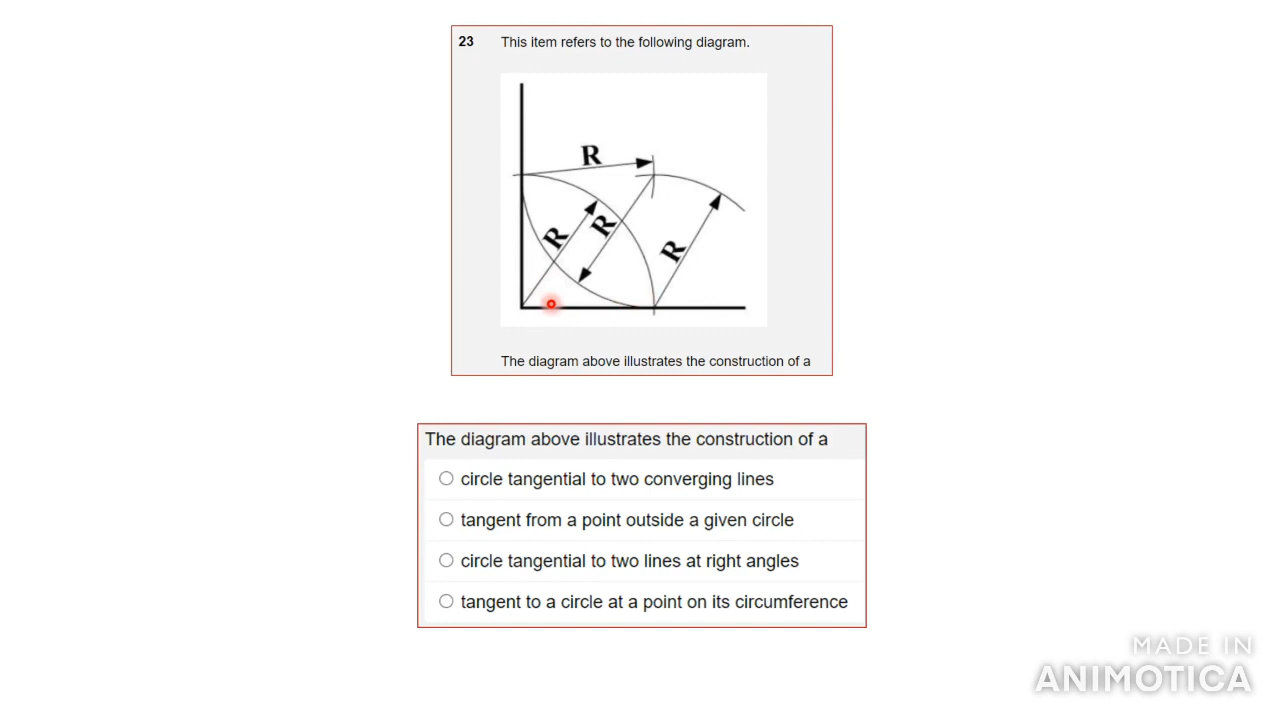 23 This item refers to the following diagram.
R
R
R
R
The diagram above illustrates the construction of a
The diagram above illustrates the construction of a
circle tangential to two converging lines
tangent from a point outside a given circle
circle tangential to two lines at right angles
tangent to a circle at a point on its circumference
MADE IN
ANIMOTICA